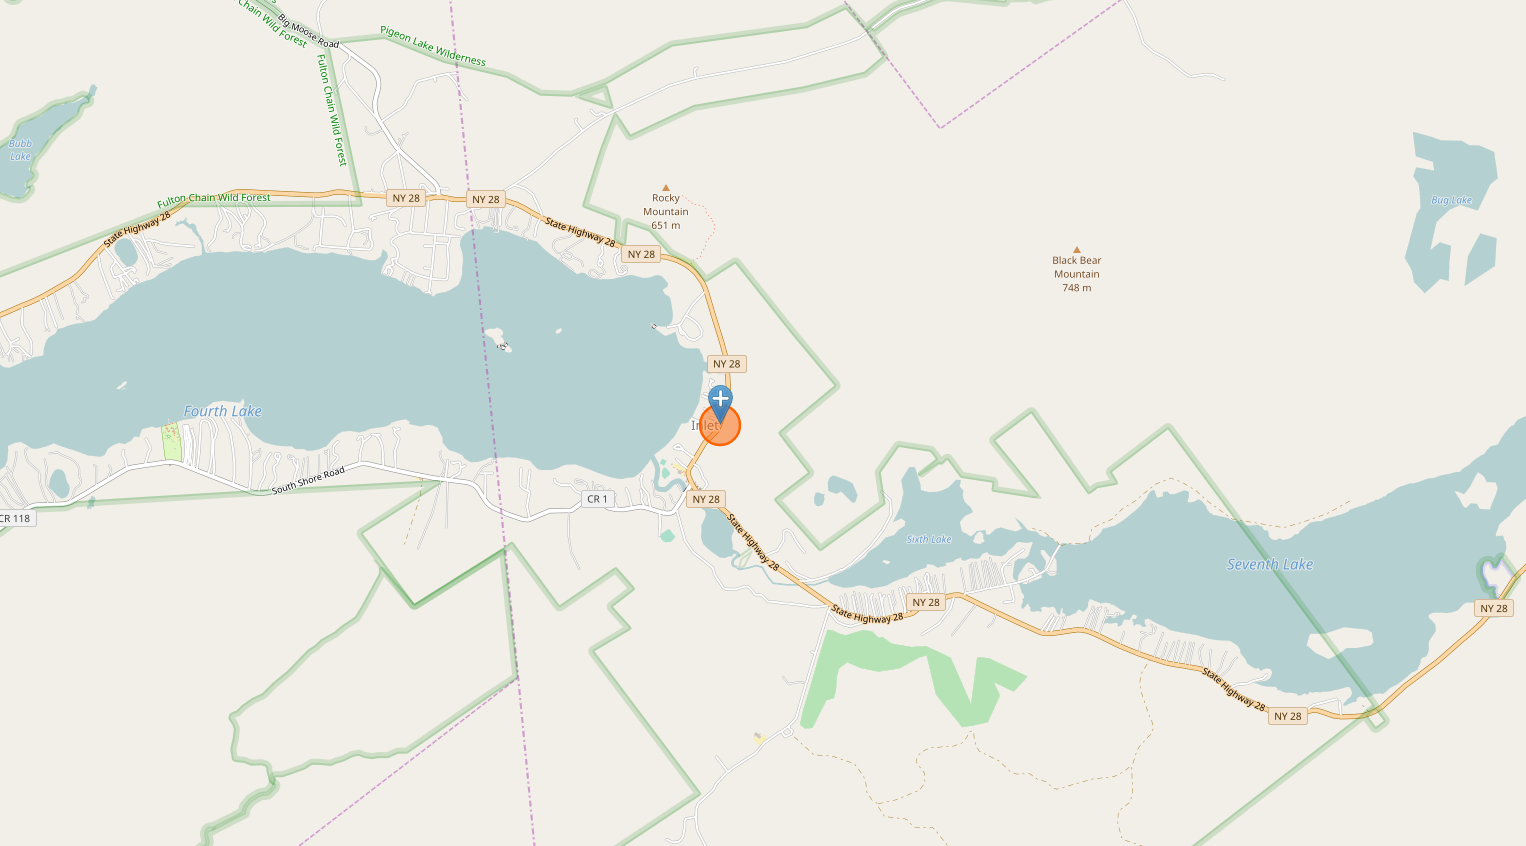 Chain Wild Forest
Big Moose Road
Pigeon Lake Wilderness
Fulton Chain Wild Forest
Bubb
Lake
Fulton Chain Wild Forest
State Highway 28
NY 28
NY 28
State Highway 28
NY 28
Rocky
Mountain
651 m
Black Bear
Mountain
748 m
Bug Lake
NY 28
Fourth Lake
Inlet
South Shore Road
CR 118
CR 1
NY 28
State Highway 28
Sixth Lake
Seventh Lake
State Highway 28
NY 28
NY 28
State Highway 28
NY 28